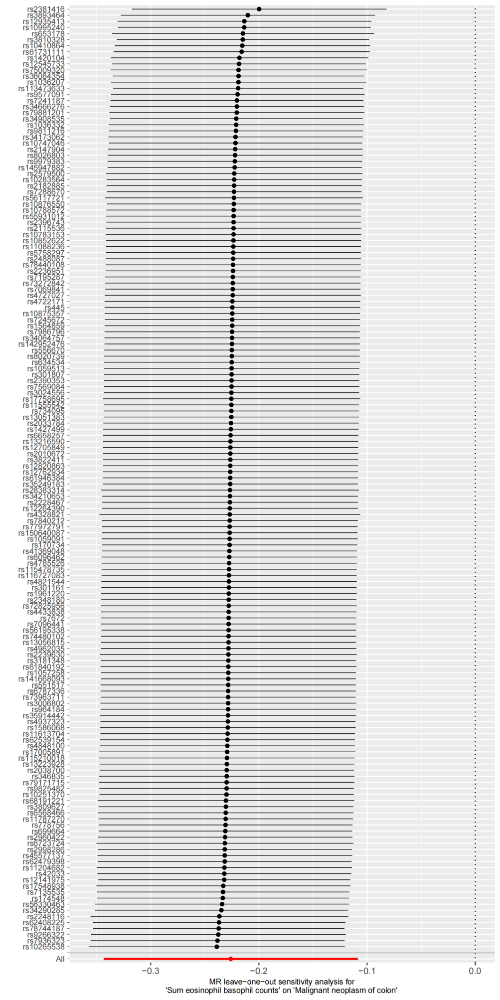 rs2381416
rs3893464
rs12935413
rs10995240
rs653178
rs3810328
rs10410864
rs61731111
rs1420104
rs12545733
rs75009320
rs36084354
rs1036207
rs113473633
rs9577091
rs7241187
rs34666276
rs79881201
rs34908535
rs1036332
rs9811216
rs34173062
rs10747046
rs2147904
rs8026803
rs9979383
rs145947882
rs2579500
rs10283564
rs2182885
rs7288670
rs56117721
rs10876550
rs10788572
rs55931012
rs2396743
rs2115536
rs10783153
rs10852622
rs11088236
rs5758297
rs2488087
rs78440108
rs2236951
rs7195287
rs73272842
rs7069841
rs4727027
rs4722171
rs445
rs10875357
rs7245672
rs1564859
rs7986796
rs34064757
rs142952476
rs556670
rs8020739
rs634534
rs1059513
rs301807
rs2390353
rs7569084
rs3024556
rs17758695
rs11555542
rs734095
rs13051383
rs2033784
rs1427499
rs6658257
rs13216590
rs12705849
rs2010672
rs3822411
rs12820863
rs12762934
rs61946384
rs35249183
rs28383314
rs34210653
rs2228467
rs12264390
rs4328821
rs7840212
rs77972791
rs150640087
rs1059091
rs170734
rs41369048
rs6096462
rs4785526
rs115478735
rs116727083
rs4821544
rs301161
rs1961220
rs2348180
rs72825956
rs4433838
rs7672
rs7096441
rs56195338
rs74480102
rs13056815
rs4962035
rs2239630
rs3181348
rs61840192
rs1057258
rs141668093
rs551517
rs6787336
rs73963711
rs3006802
rs964184
rs35914442
rs4937323
rs1586068
rs11613704
rs62539154
rs4848100
rs17005891
rs115210018
rs13223928
rs2038700
rs346835
rs79171715
rs9825482
rs10251370
rs68191221
rs3809627
rs6568466
rs11787270
rs778756
rs699664
rs2960422
rs6723724
rs2998286
rs45577137
rs62479398
rs11204682
rs42033
rs12141975
rs17548938
rs7135535
rs174548
rs56330463
rs34290285
rs2248116
rs62408225
rs78744187
rs9266322
rs7936323
rs10265538
All
−0.3 −0.2 −0.1 0.0
MR leave−one−out sensitivity analysis for
'Sum eosinophil basophil counts' on 'Malignant neoplasm of colon'